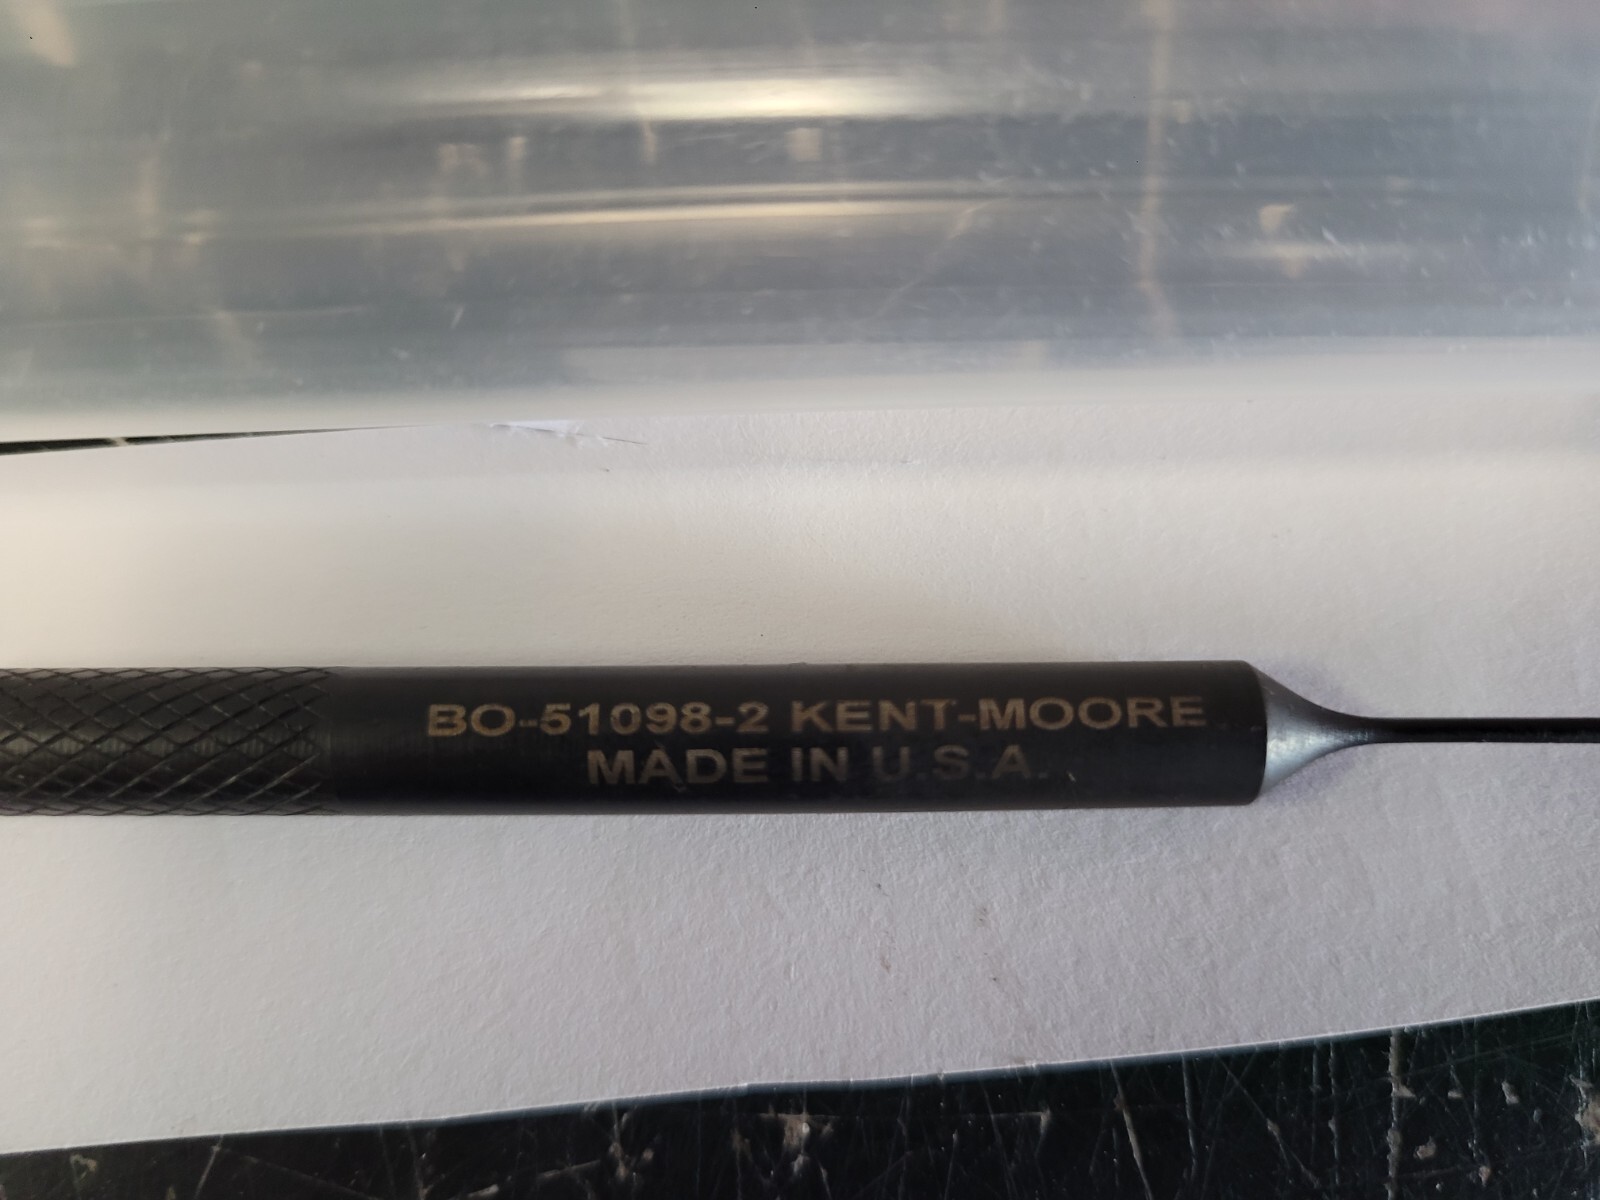 BO-51098-2 KENT-MOORE
MADE IN U.S.A.